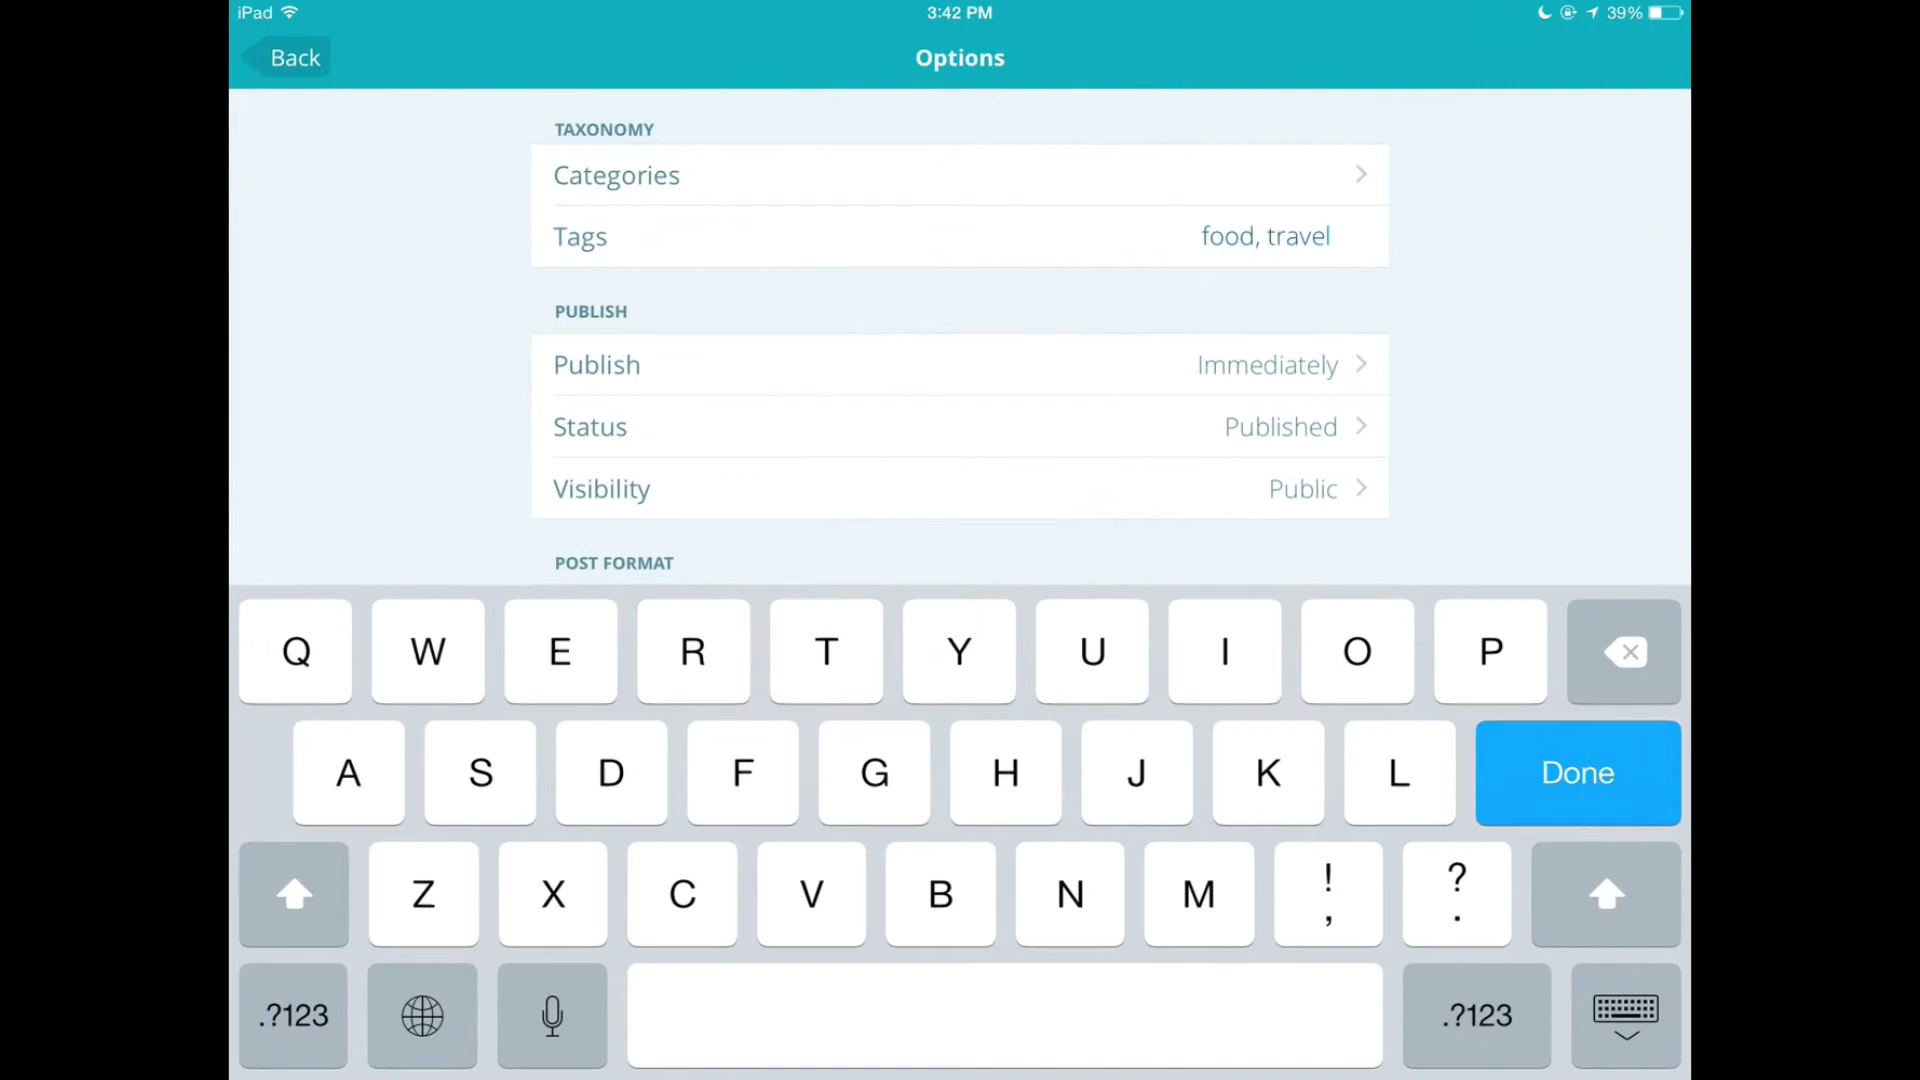 iPad 3:42 PM 39%
Back Options
TAXONOMY
Categories
Tags food, travel
PUBLISH
Publish Immediately
Status Published
Visibility Public
POST FORMAT
Q W E R T Y U I O P
A S D F G H J K L Done
Z X C V B N M ! , ? .
.?123 .?123